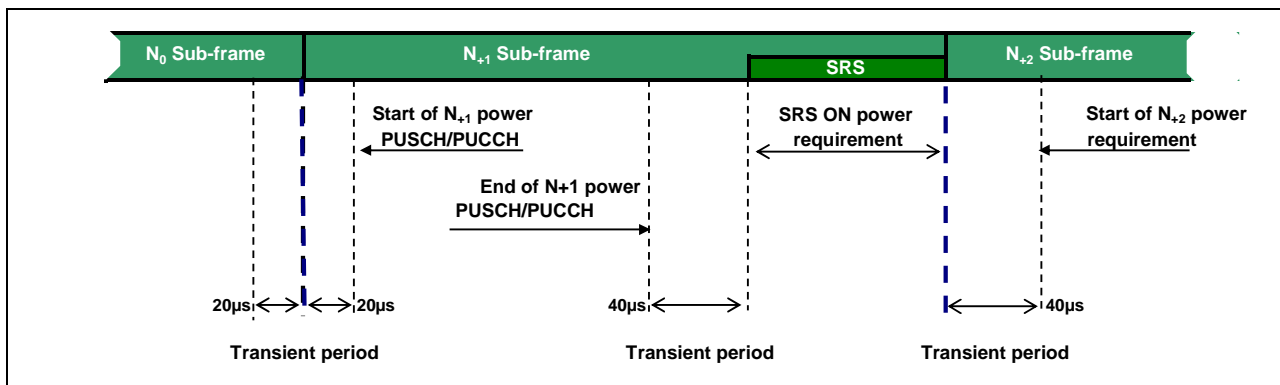 N0 Sub-frame
N+1 Sub-frame
N+2 Sub-frame
SRS
Start of N+1 power
PUSCH/PUCCH
SRS ON power
requirement
Start of N+2 power
requirement
End of N+1 power
PUSCH/PUCCH
20µs
20µs
40µs
40µs
Transient period
Transient period
Transient period